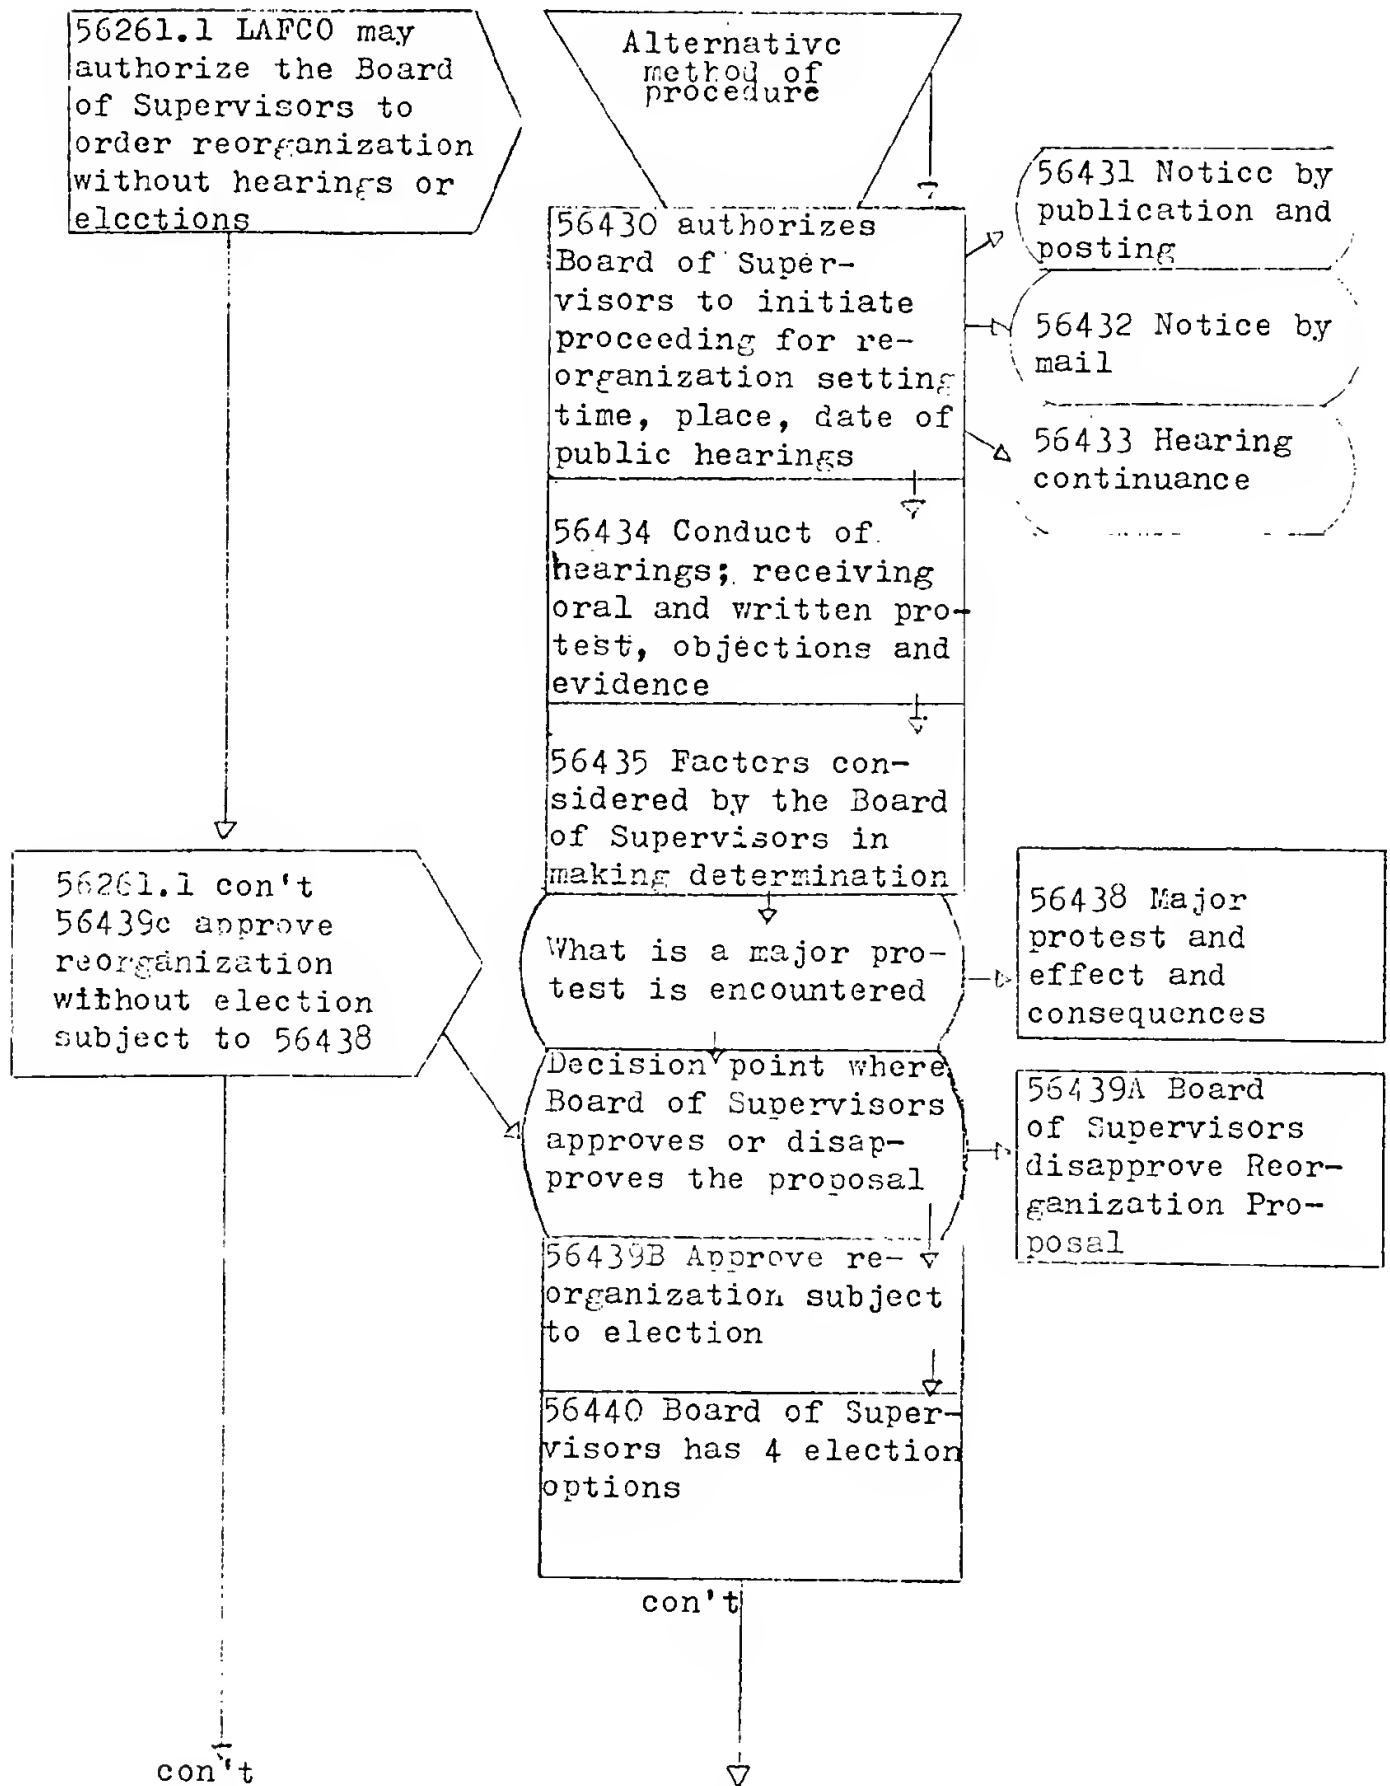 56261.1 LAFCO may
authorize the Board
of Supervisors to
order reorganization
without hearings or
elections
Alternative
method of
procedure
56430 authorizes
Board of Super-
visors to initiate
proceeding for re-
organization setting
time, place, date of
public hearings
56431 Notice by
publication and
posting
56432 Notice by
mail
56433 Hearing
continuance
56434 Conduct of
hearings; receiving
oral and written pro-
test, objections and
evidence
56435 Factors con-
sidered by the Board
of Supervisors in
making determination
56261.1 con't
56439c approve
reorganization
without election
subject to 56438
What is a major pro-
test is encountered
56438 Major
protest and
effect and
consequences
Decision point where
Board of Supervisors
approves or disap-
proves the proposal
56439A Board
of Supervisors
disapprove Reor-
ganization Pro-
posal
56439B Approve re-
organization subject
to election
56440 Board of Super-
visors has 4 election
options
con't
con't